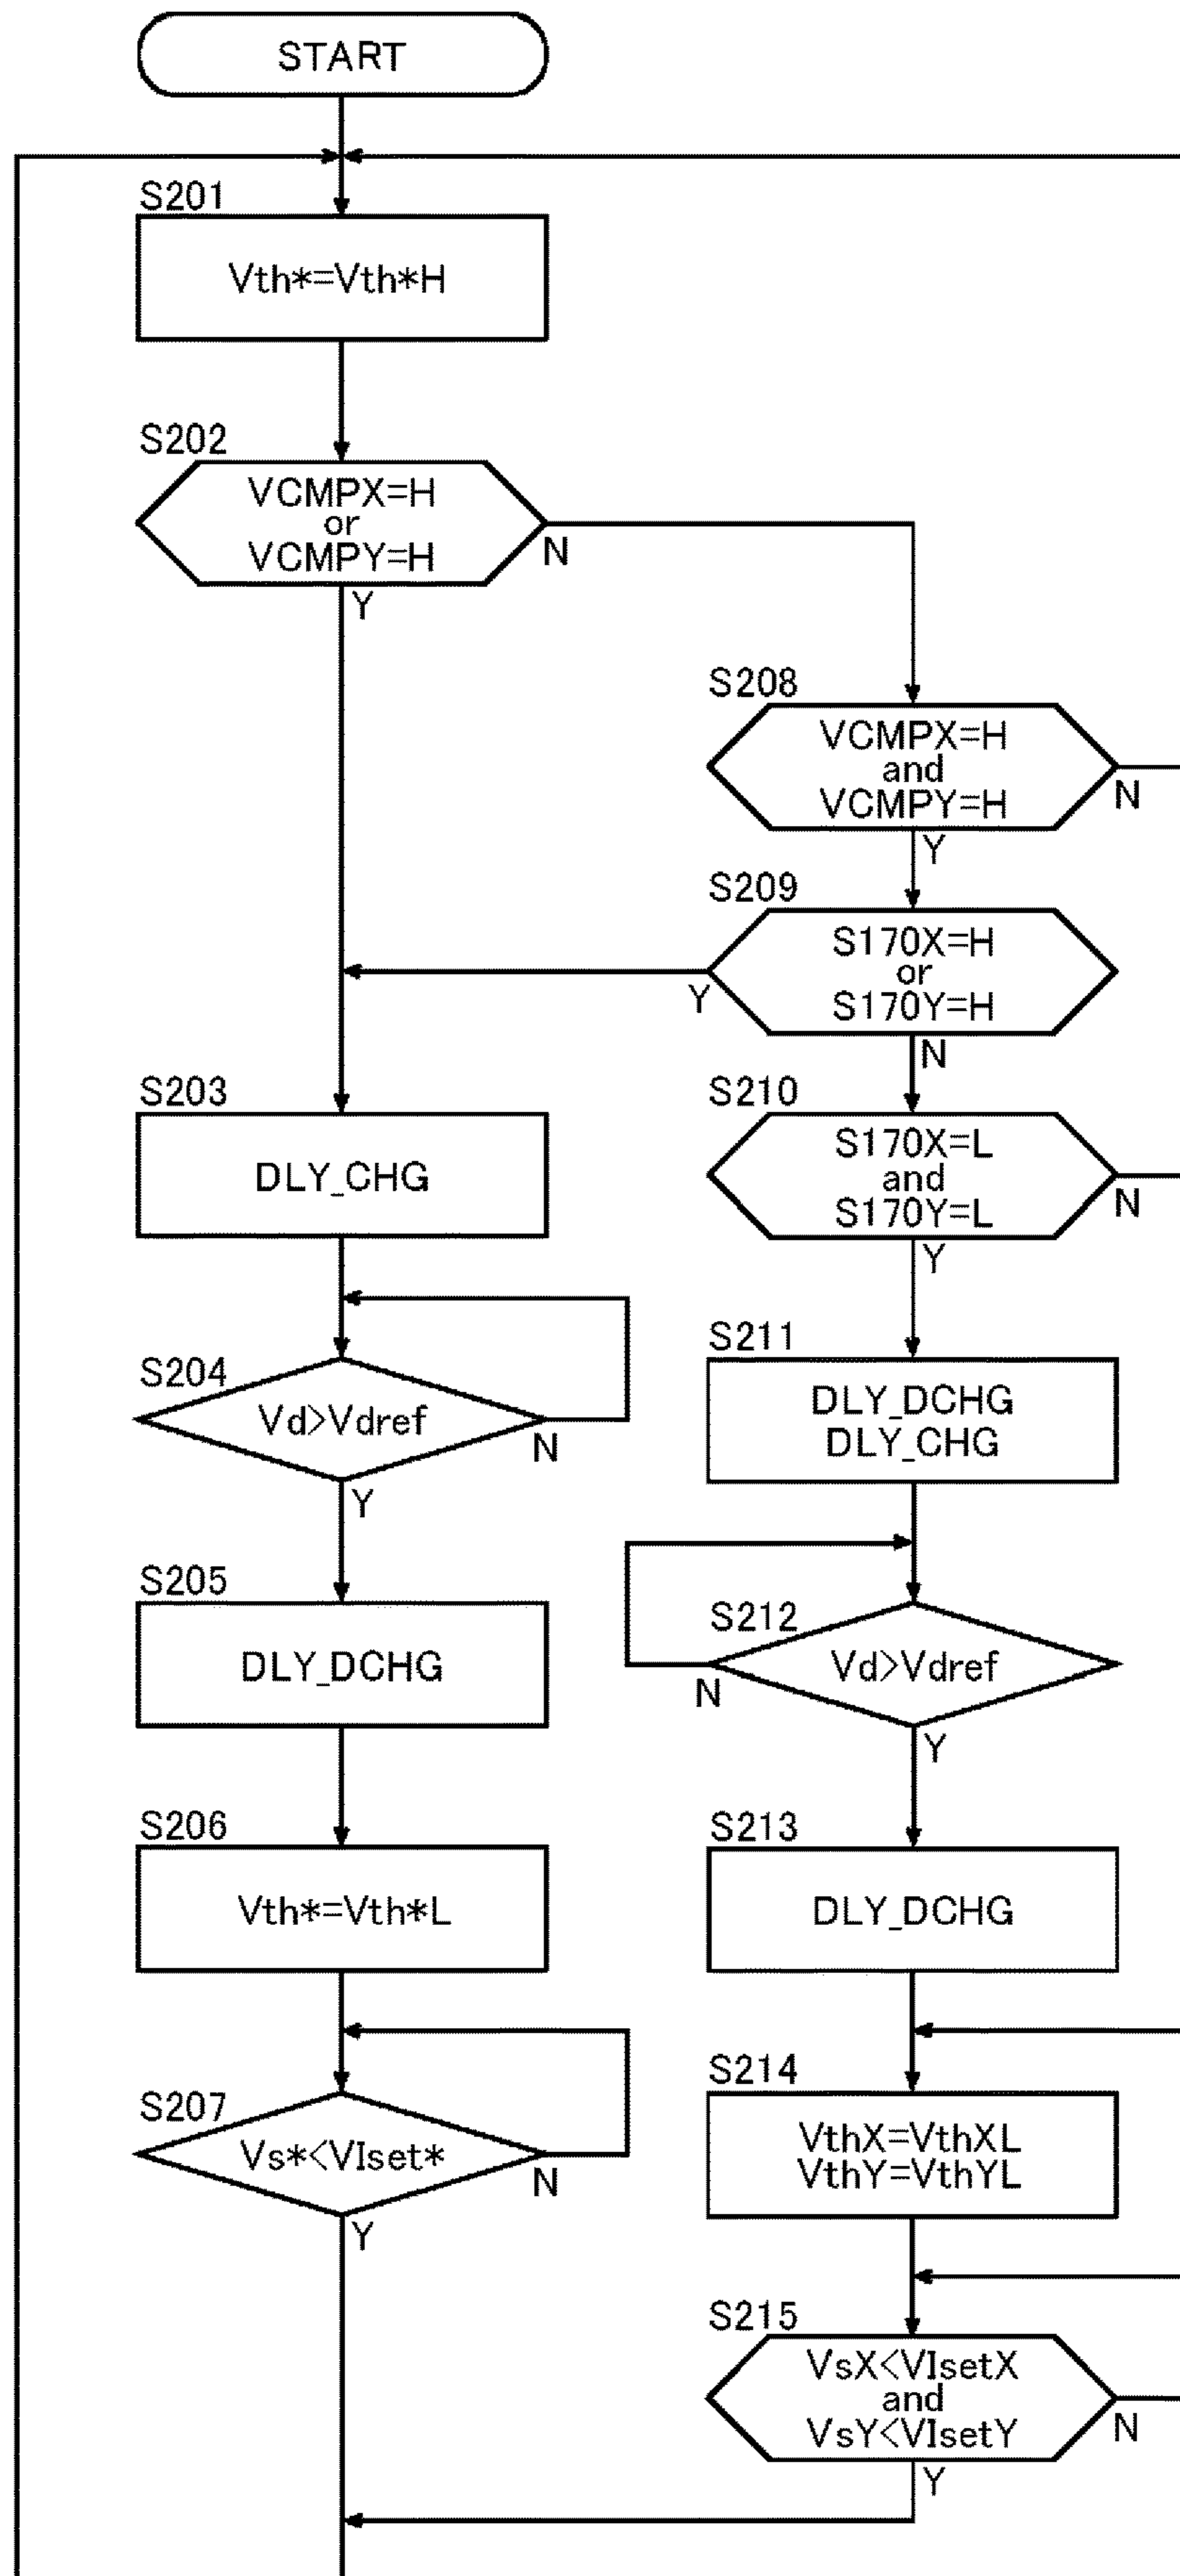 START
S201
Vth*=Vth*H
S202
VCMPX=H
or
VCMPY=H
N
Y
S208
VCMPX=H
and
VCMPY=H
N
Y
S209
S170X=H
or
S170Y=H
Y
N
S203
DLY_CHG
S210
S170X=L
and
S170Y=L
N
Y
S204
Vd>Vdref
N
Y
S211
DLY_DCHG
DLY_CHG
S205
DLY_DCHG
S212
Vd>Vdref
N
Y
S206
Vth*=Vth*L
S213
DLY_DCHG
S207
Vs*<VIset*
N
Y
S214
VthX=VthXL
VthY=VthYL
S215
VsX<VIsetX
and
VsY<VIsetY
N
Y